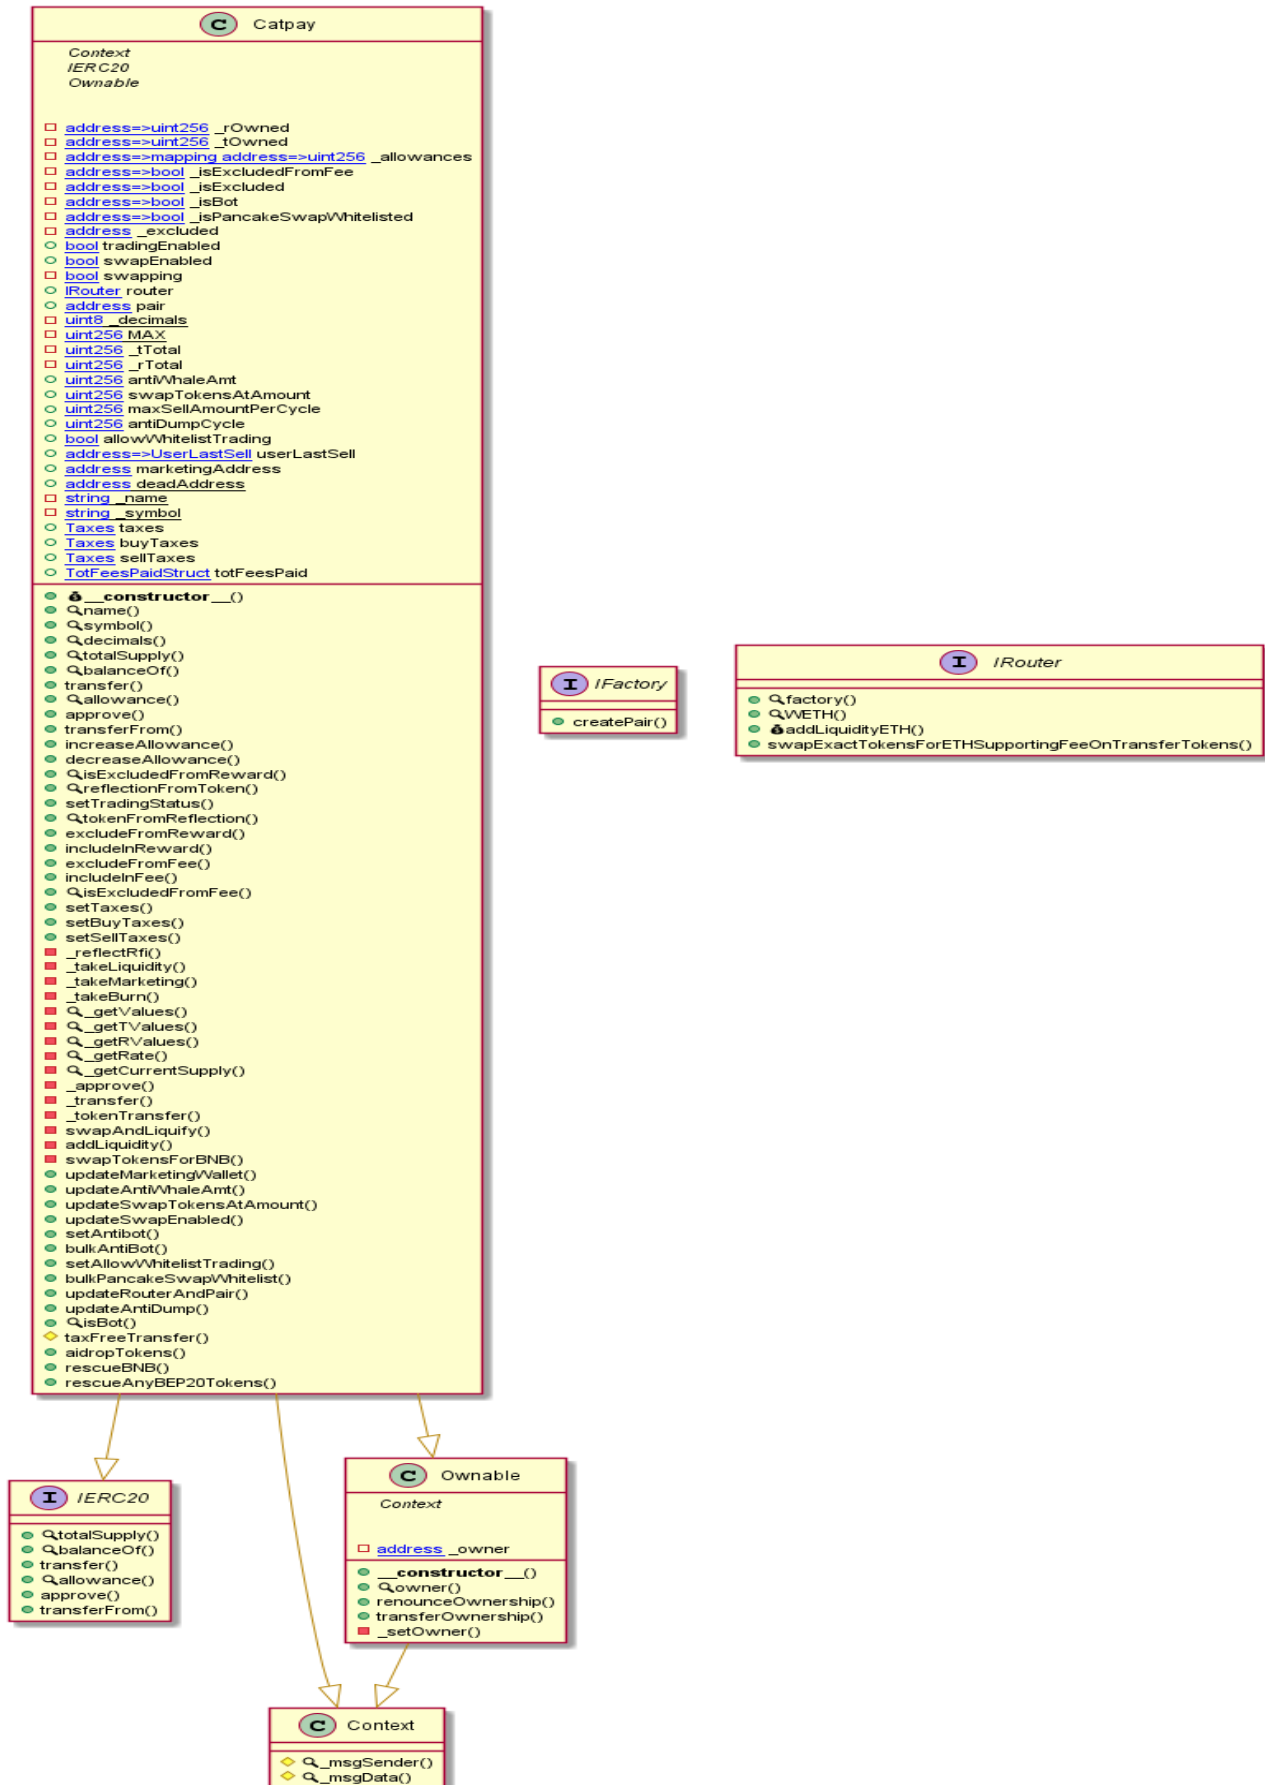 C Catpay
Context
IERC20
Ownable
address=>uint256 _rOwned
address=>uint256 _tOwned
address=>mapping address=>uint256 _allowances
address=>bool _isExcludedFromFee
address=>bool _isExcluded
address=>bool _isBot
address=>bool _isPancakeSwapWhitelisted
address _excluded
bool tradingEnabled
bool swapEnabled
bool swapping
IRouter router
address pair
uint8 _decimals
uint256 MAX
uint256 _tTotal
uint256 _rTotal
uint256 antiWhaleAmt
uint256 swapTokensAtAmount
uint256 maxSellAmountPerCycle
uint256 antiDumpCycle
bool allowWhitelistTrading
address=>UserLastSell userLastSell
address marketingAddress
address deadAddress
string _name
string _symbol
Taxes taxes
Taxes buyTaxes
Taxes sellTaxes
TotFeesPaidStruct totFeesPaid
__constructor__()
name()
symbol()
decimals()
totalSupply()
balanceOf()
transfer()
allowance()
approve()
transferFrom()
increaseAllowance()
decreaseAllowance()
isExcludedFromReward()
reflectionFromToken()
setTradingStatus()
tokenFromReflection()
excludeFromReward()
includeInReward()
excludeFromFee()
includeInFee()
isExcludedFromFee()
setTaxes()
setBuyTaxes()
setSellTaxes()
_reflectRfi()
_takeLiquidity()
_takeMarketing()
_takeBurn()
_getValues()
_getTValues()
_getRValues()
_getRate()
_getCurrentSupply()
_approve()
_transfer()
_tokenTransfer()
swapAndLiquify()
addLiquidity()
swapTokensForBNB()
updateMarketingWallet()
updateAntiWhaleAmt()
updateSwapTokensAtAmount()
updateSwapEnabled()
setAntibot()
bulkAntiBot()
setAllowWhitelistTrading()
bulkPancakeSwapWhitelist()
updateRouterAndPair()
updateAntiDump()
isBot()
taxFreeTransfer()
aidropTokens()
rescueBNB()
rescueAnyBEP20Tokens()
I IFactory
createPair()
I IRouter
factory()
WETH()
addLiquidityETH()
swapExactTokensForETHSupportingFeeOnTransferTokens()
I IERC20
totalSupply()
balanceOf()
transfer()
allowance()
approve()
transferFrom()
C Ownable
Context
address _owner
__constructor__()
owner()
renounceOwnership()
transferOwnership()
_setOwner()
C Context
_msgSender()
_msgData()